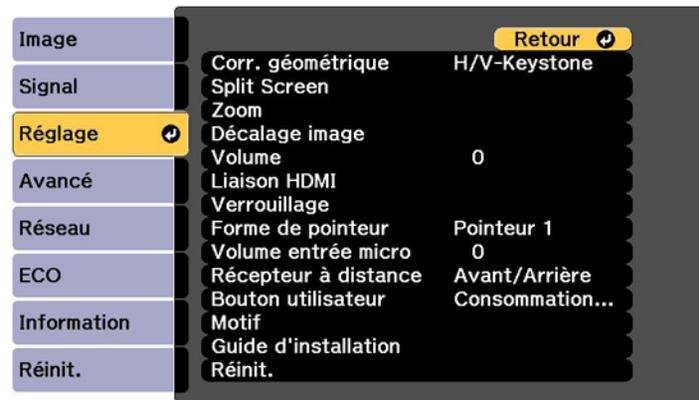 Image
Signal
Réglage
Avancé
Réseau
ECO
Information
Réinit.
Retour
Corr. géométrique H/V-Keystone
Split Screen
Zoom
Décalage image
Volume 0
Liaison HDMI
Verrouillage
Forme de pointeur Pointeur 1
Volume entrée micro 0
Récepteur à distance Avant/Arrière
Bouton utilisateur Consommation...
Motif
Guide d'installation
Réinit.